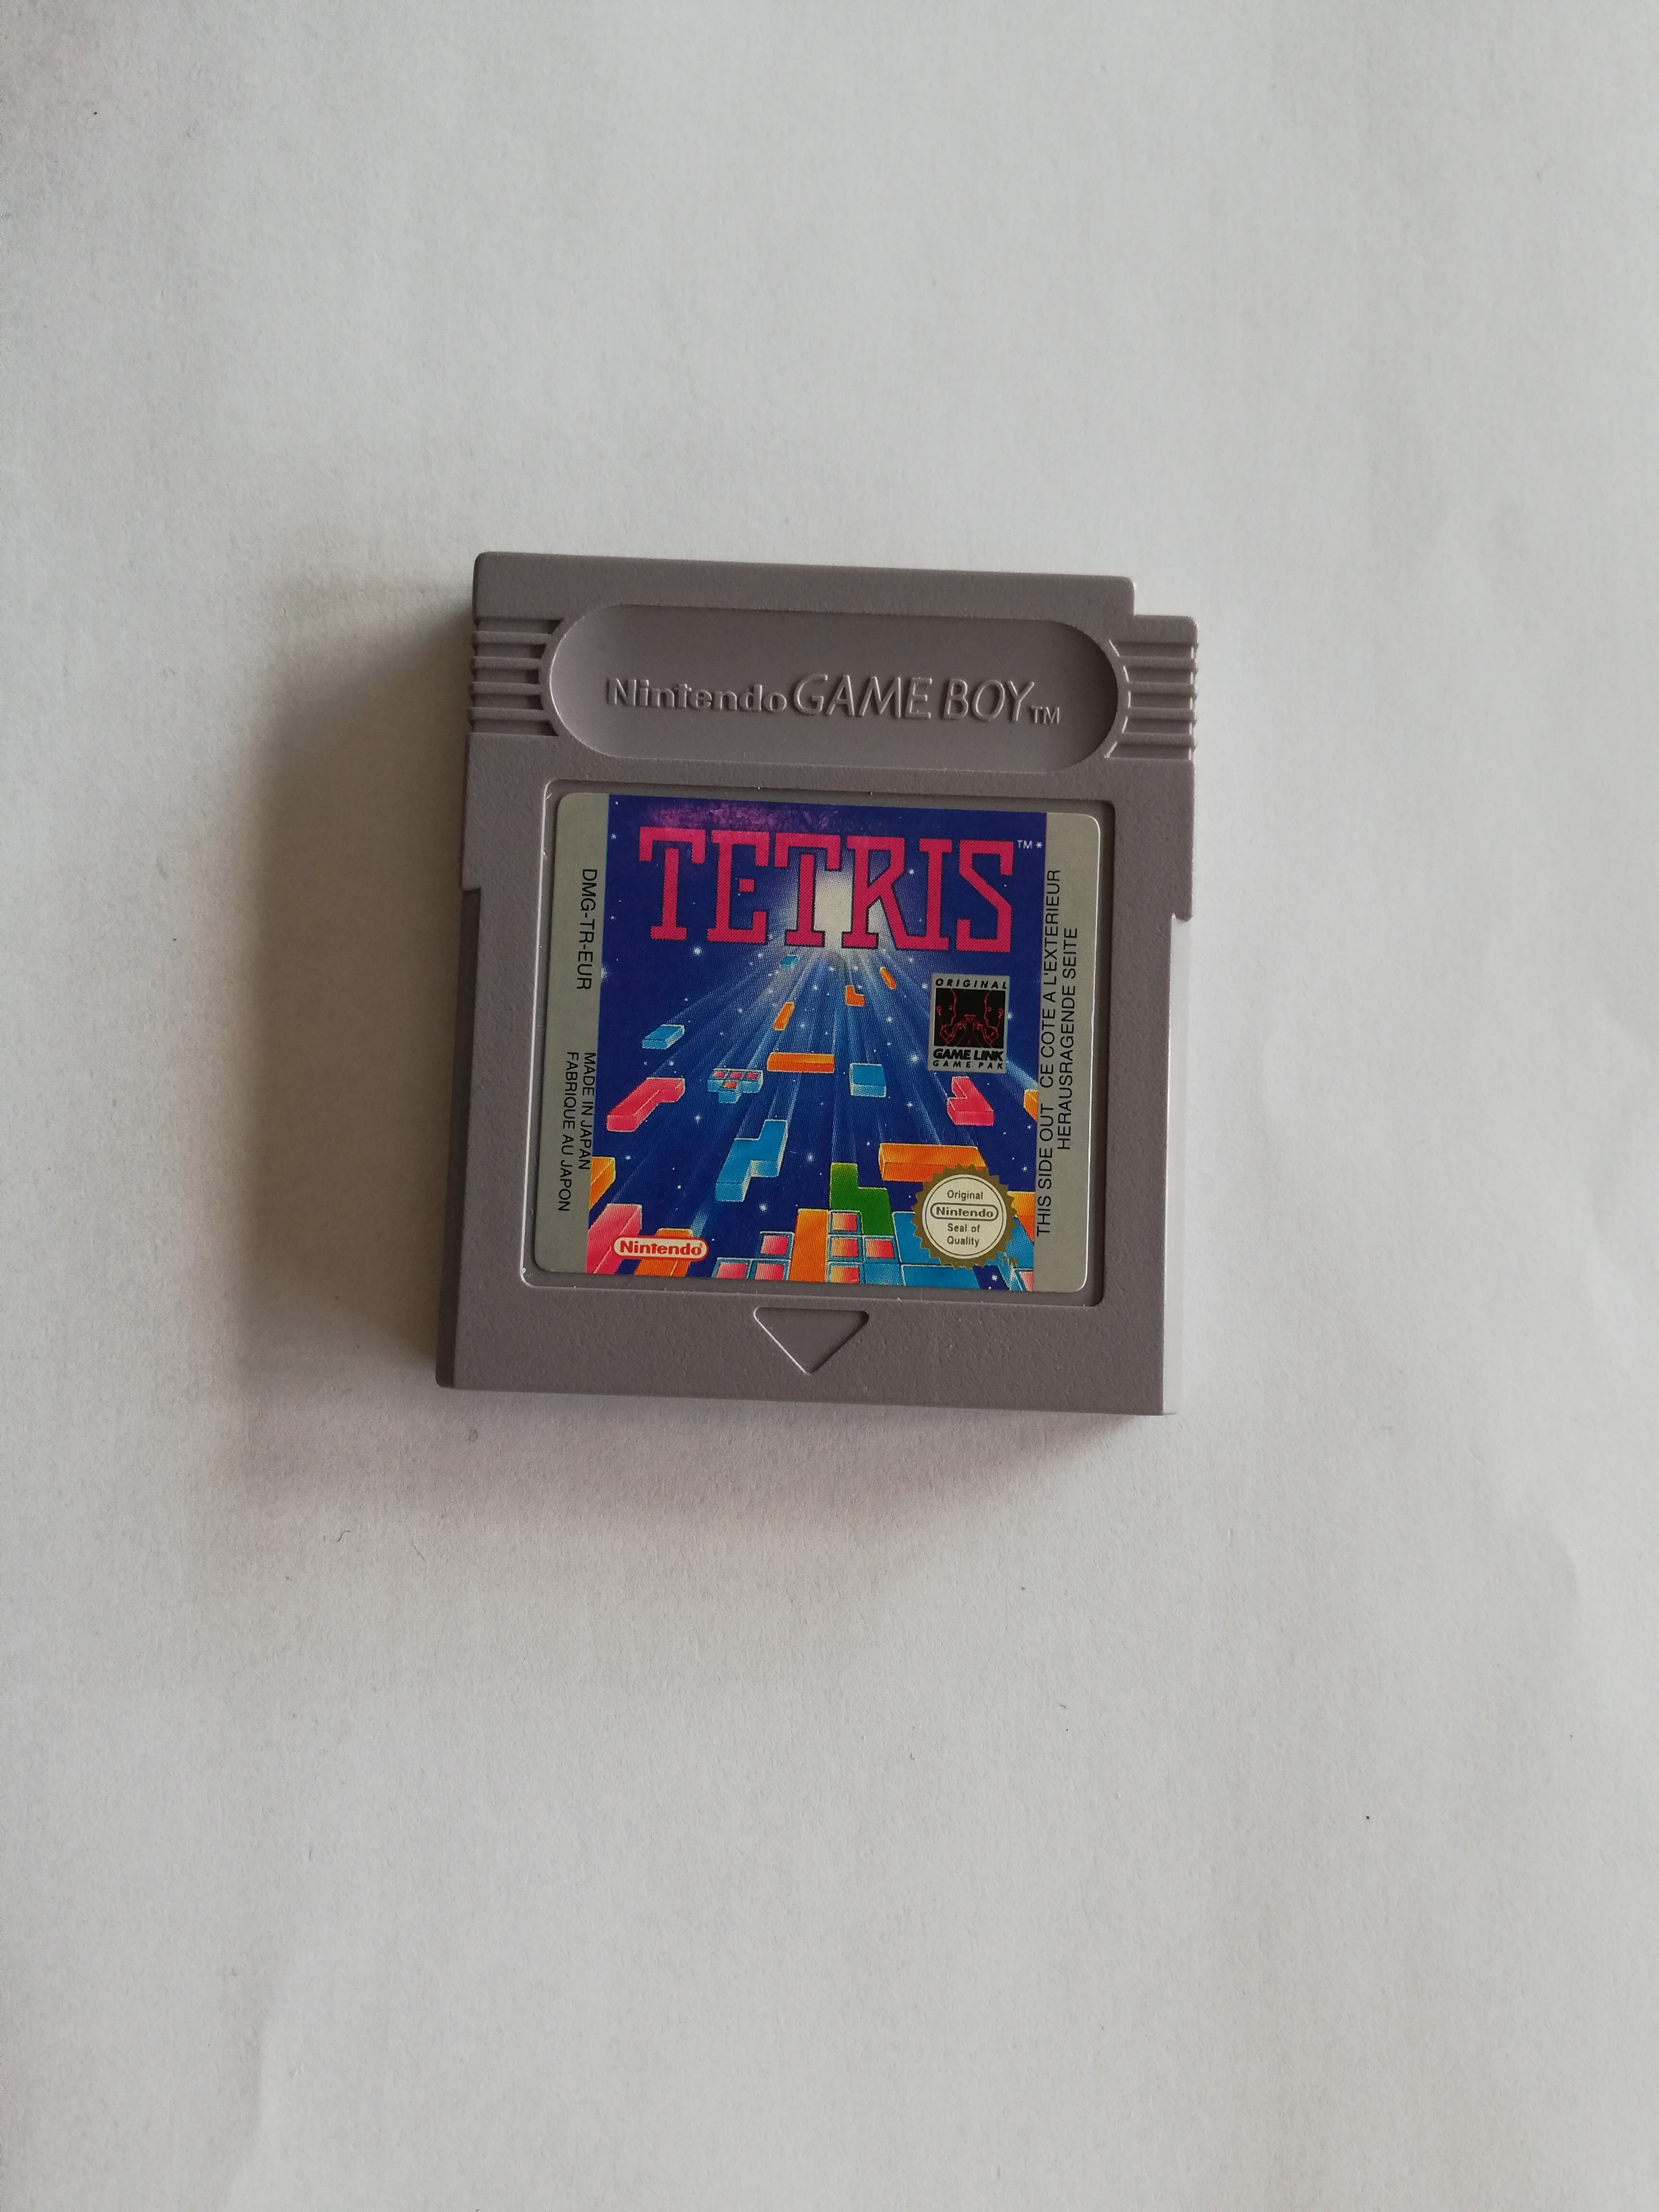 Nintendo GAME BOY TM
TETRIS TM *
DMG-TR-EUR
MADE IN JAPAN
FABRIQUE AU JAPON
ORIGINAL
GAME LINK
GAME PAK
THIS SIDE OUT CE COTE A L'EXTERIEUR
HERAUSRAGENDE SEITE
Nintendo
Original
Nintendo
Seal of
Quality
TM